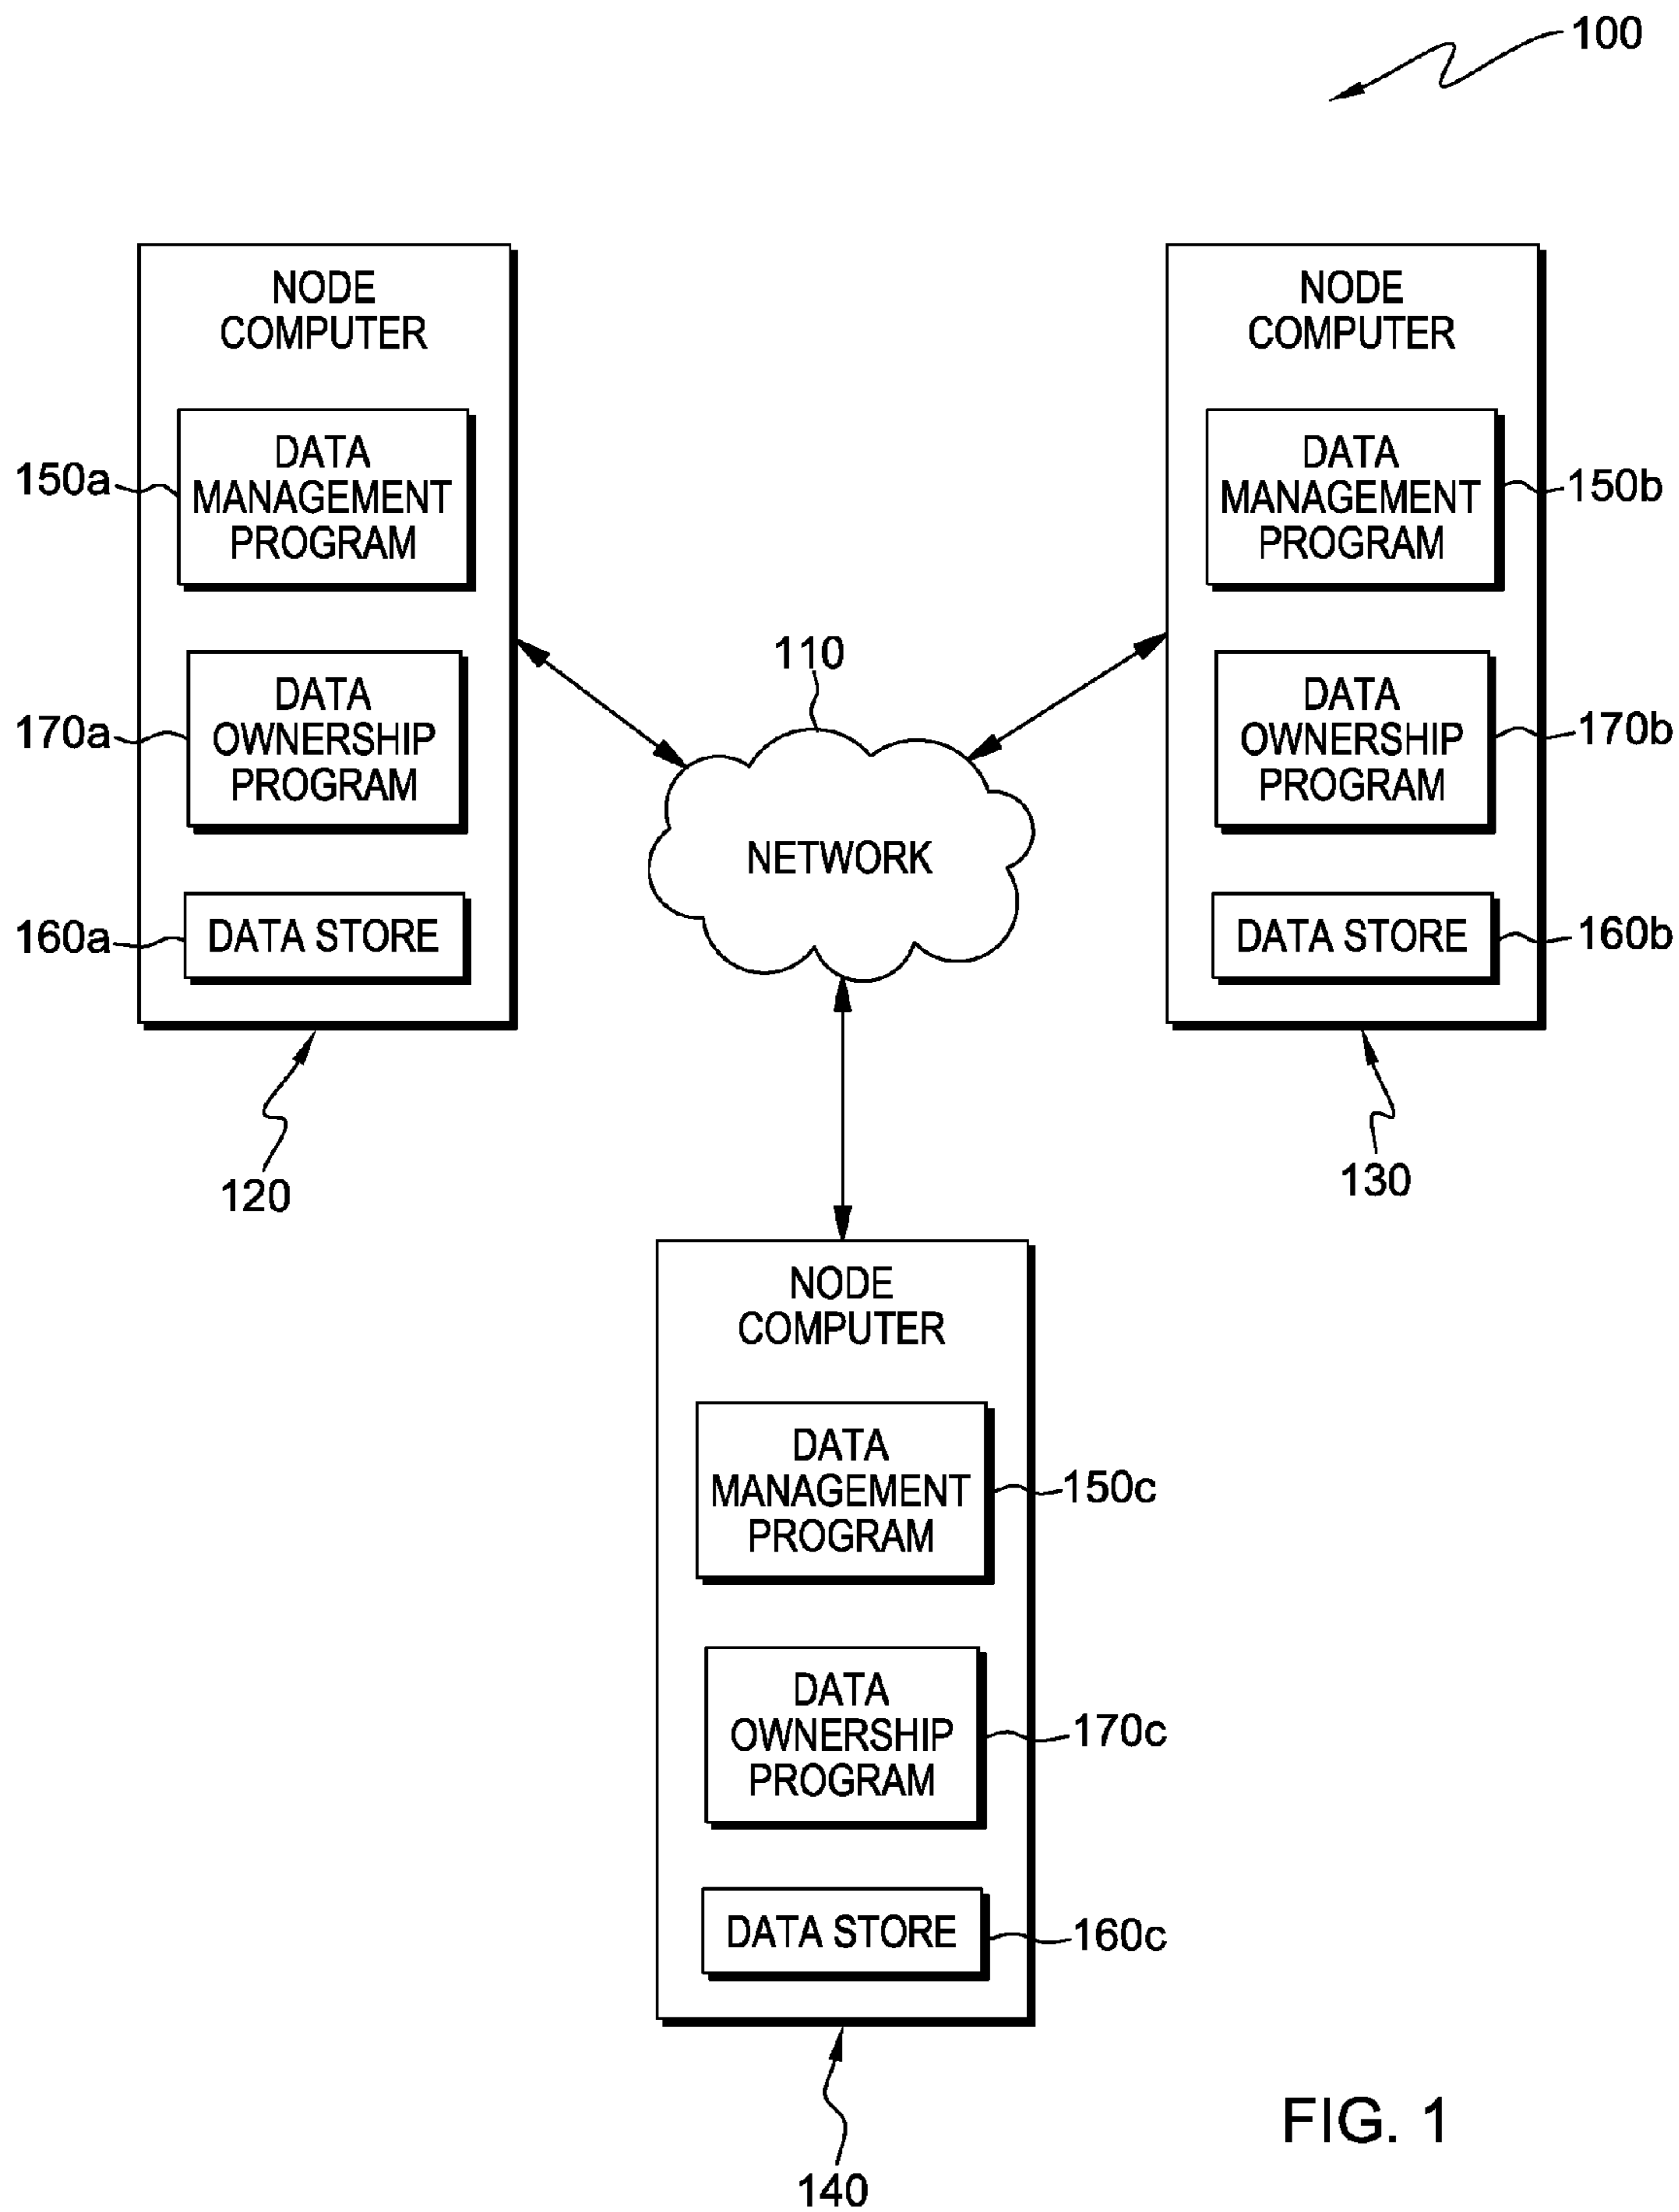 100
NODE
COMPUTER
150a
DATA
MANAGEMENT
PROGRAM
170a
DATA
OWNERSHIP
PROGRAM
160a
DATA STORE
120
110
NETWORK
NODE
COMPUTER
DATA
MANAGEMENT
PROGRAM
150b
DATA
OWNERSHIP
PROGRAM
170b
DATA STORE
160b
130
NODE
COMPUTER
DATA
MANAGEMENT
PROGRAM
150c
DATA
OWNERSHIP
PROGRAM
170c
DATA STORE
160c
140
FIG. 1